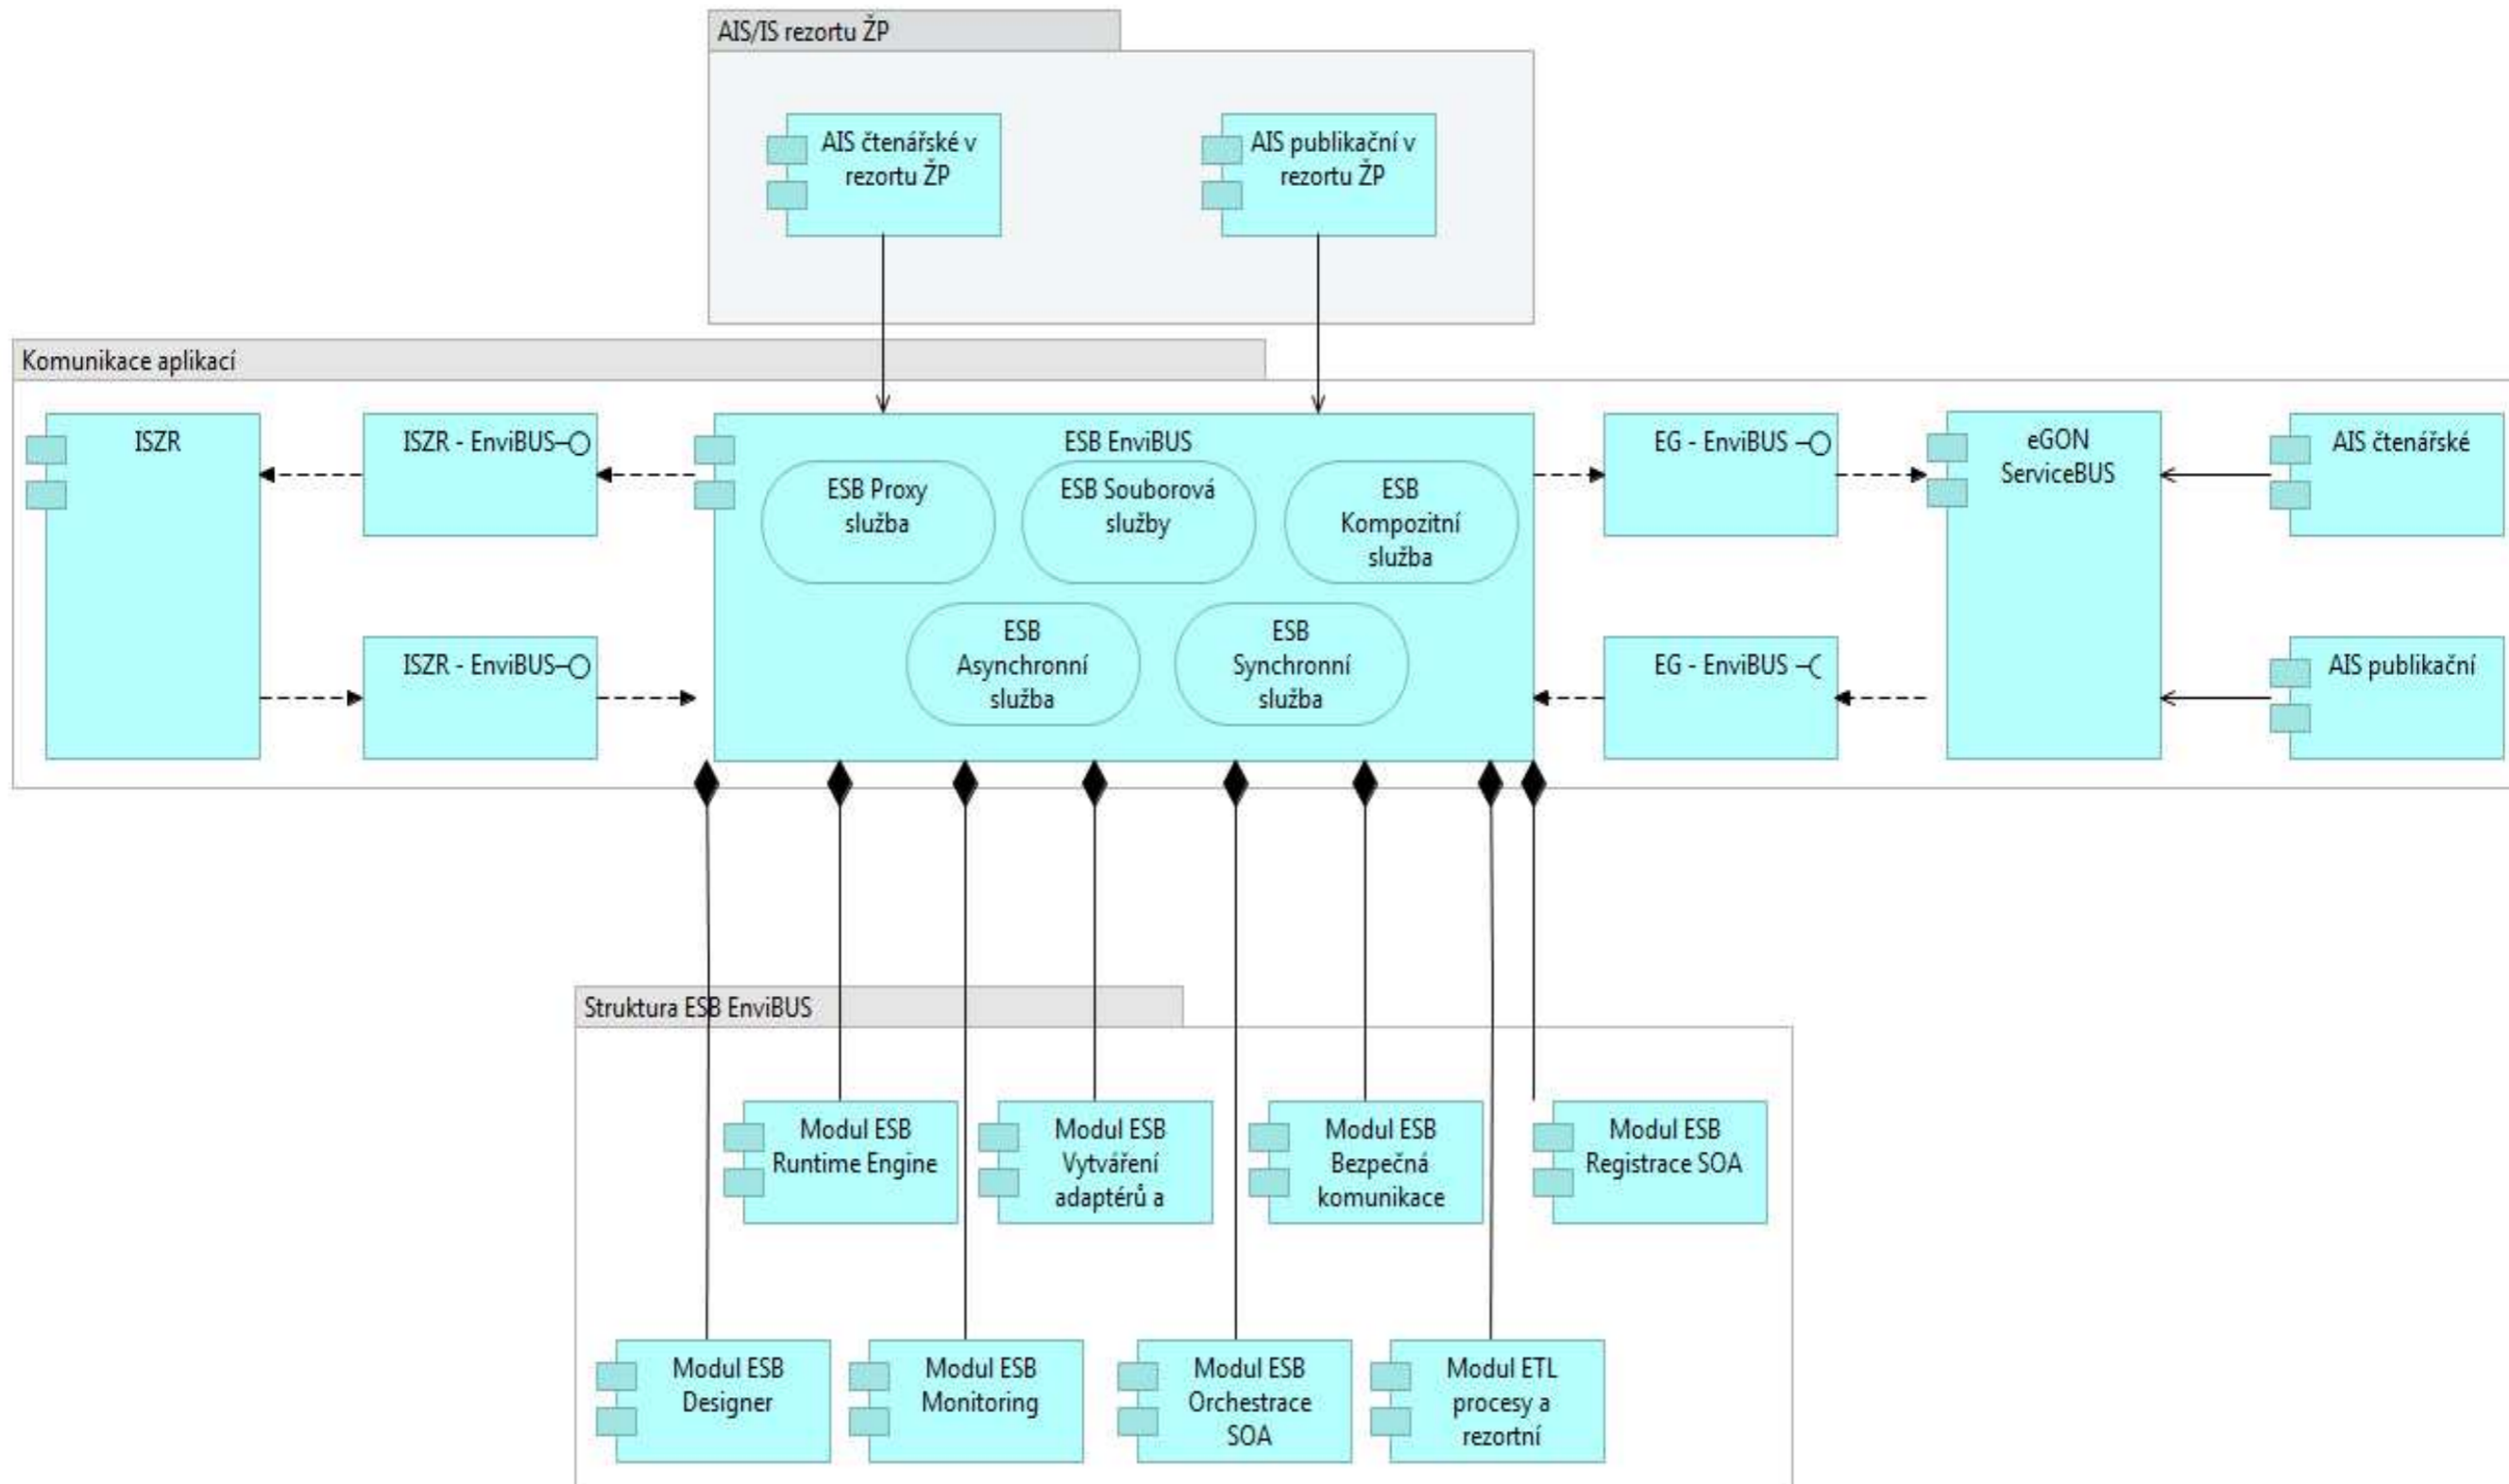 AIS/IS rezortu ŽP
AIS čtenářské v
rezortu ŽP
AIS publikační v
rezortu ŽP
Komunikace aplikací
ISZR
ISZR - EnviBUS
ISZR - EnviBUS
ESB EnviBUS
ESB Proxy
služba
ESB Souborová
služby
ESB
Kompozitní
služba
ESB
Asynchronní
služba
ESB
Synchronní
služba
EG - EnviBUS
EG - EnviBUS
eGON
ServiceBUS
AIS čtenářské
AIS publikační
Struktura ESB EnviBUS
Modul ESB
Runtime Engine
Modul ESB
Vytváření
adaptérů a
Modul ESB
Bezpečná
komunikace
Modul ESB
Registrace SOA
Modul ESB
Designer
Modul ESB
Monitoring
Modul ESB
Orchestrace
SOA
Modul ETL
procesy a
rezortní